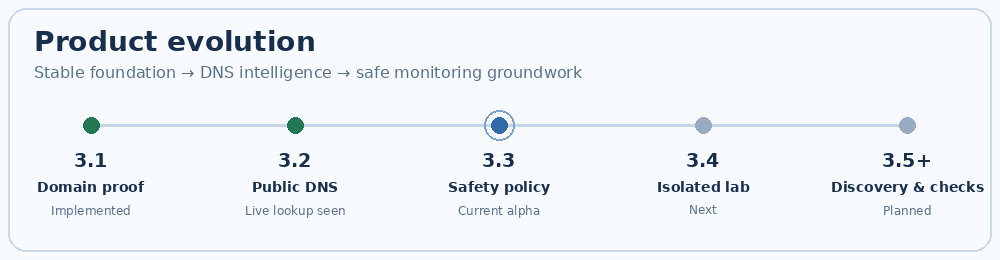 Product evolution
Stable foundation → DNS intelligence → safe monitoring groundwork
3.1
Domain proof
Implemented
3.2
Public DNS
Live lookup seen
3.3
Safety policy
Current alpha
3.4
Isolated lab
Next
3.5+
Discovery & checks
Planned